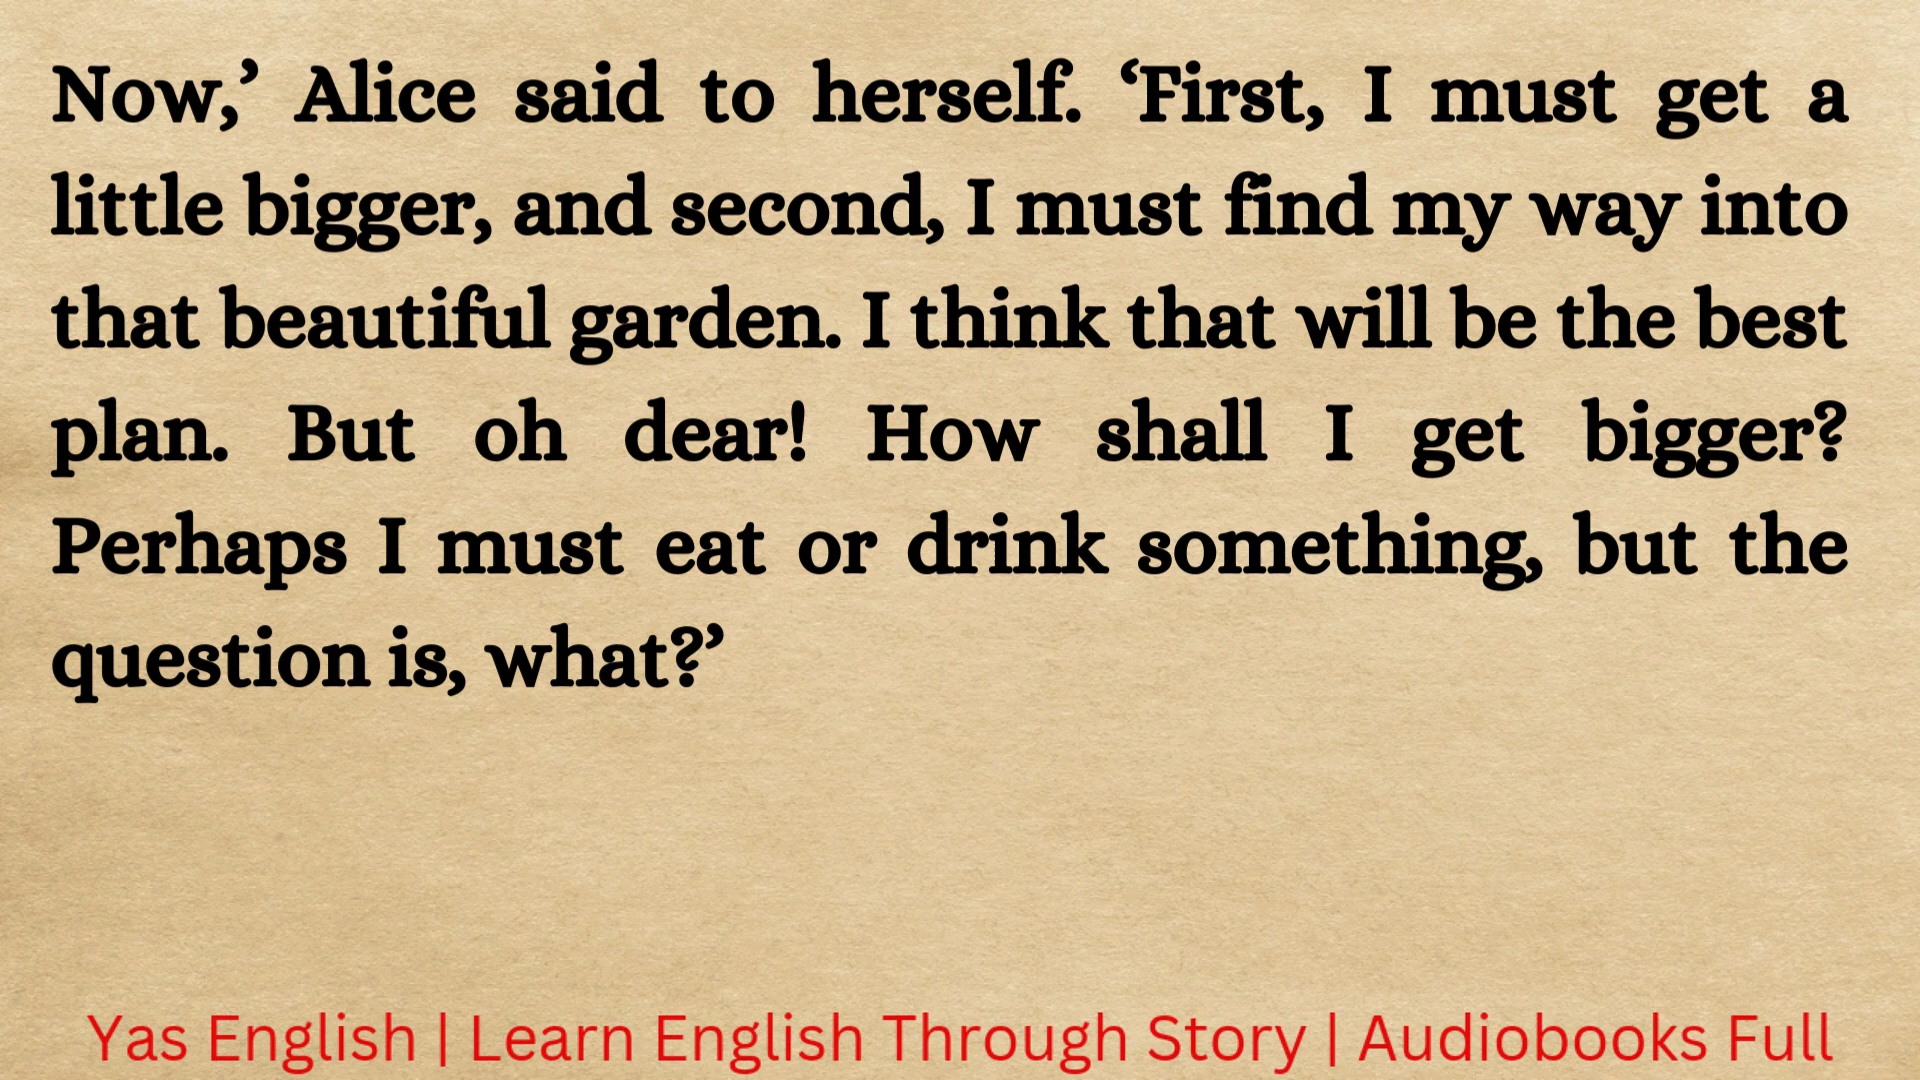 Now,’ Alice said to herself. ‘First, I must get a
little bigger, and second, I must find my way into
that beautiful garden. I think that will be the best
plan. But oh dear! How shall I get bigger?
Perhaps I must eat or drink something, but the
question is, what?’
Yas English | Learn English Through Story | Audiobooks Full